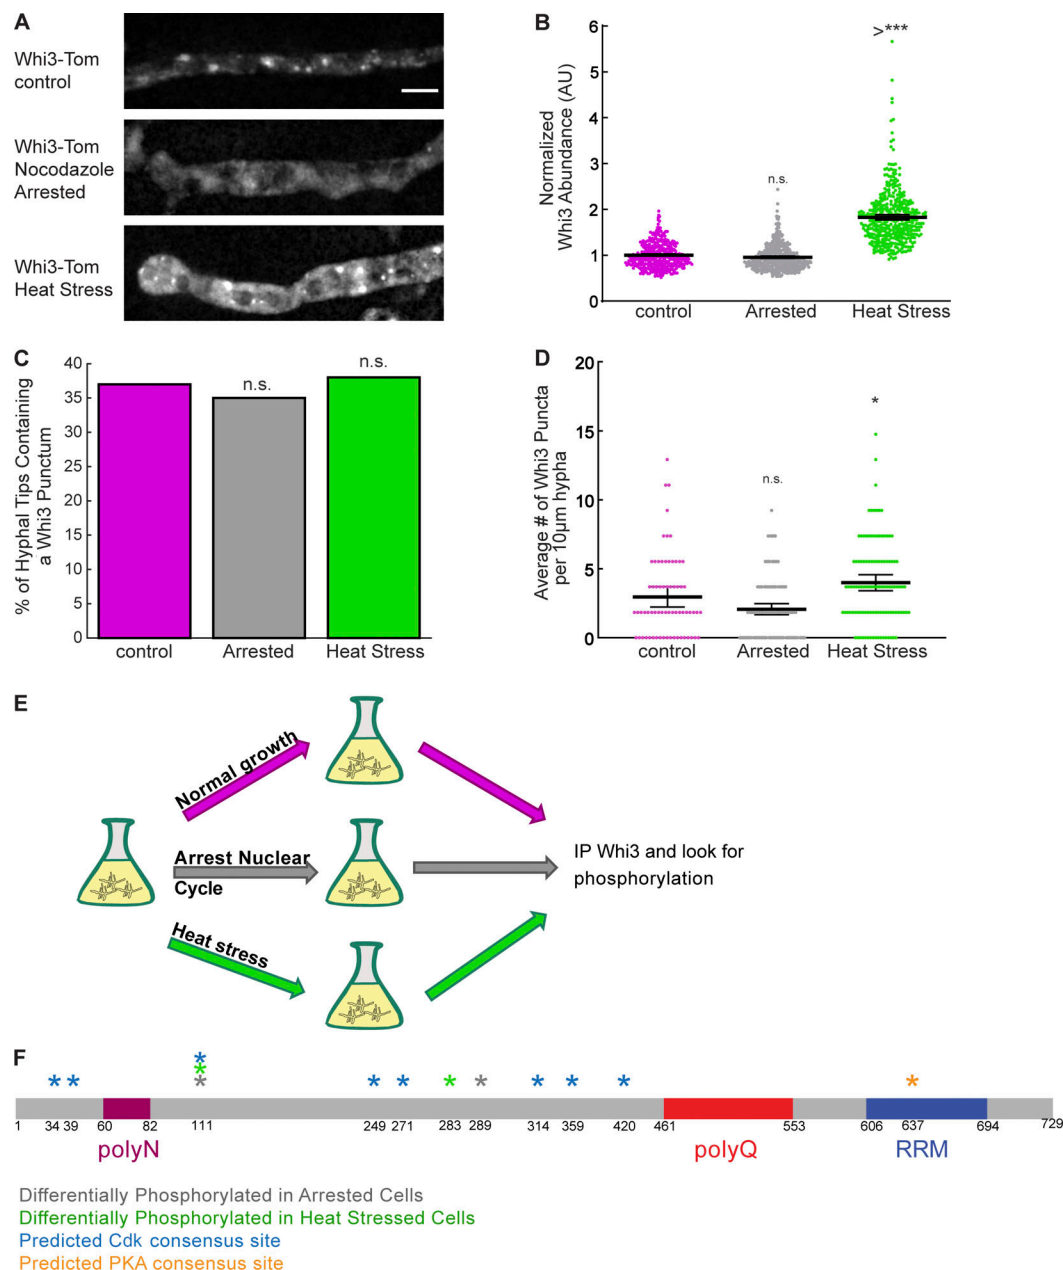 A
Whi3-Tom
control
Whi3-Tom
Nocodazole
Arrested
Whi3-Tom
Heat Stress
B
Normalized
Whi3 Abundance (AU)
6
5
4
3
2
1
0
n.s.
>***
control
Arrested
Heat Stress
C
% of Hyphal Tips Containing
a Whi3 Punctum
40
35
30
25
20
15
10
5
0
n.s.
n.s.
control
Arrested
Heat Stress
D
Average # of Whi3 Puncta
per 10μm hypha
20
15
10
5
0
n.s.
*
control
Arrested
Heat Stress
E
Normal growth
Arrest Nuclear
Cycle
Heat stress
IP Whi3 and look for
phosphorylation
F
*
*
* * * * * * * * * * * *
1 34 39 60 82 111 249 271 283 289 314 359 420 461 553 606 637 694 729
polyN polyQ RRM
Differentially Phosphorylated in Arrested Cells
Differentially Phosphorylated in Heat Stressed Cells
Predicted Cdk consensus site
Predicted PKA consensus site